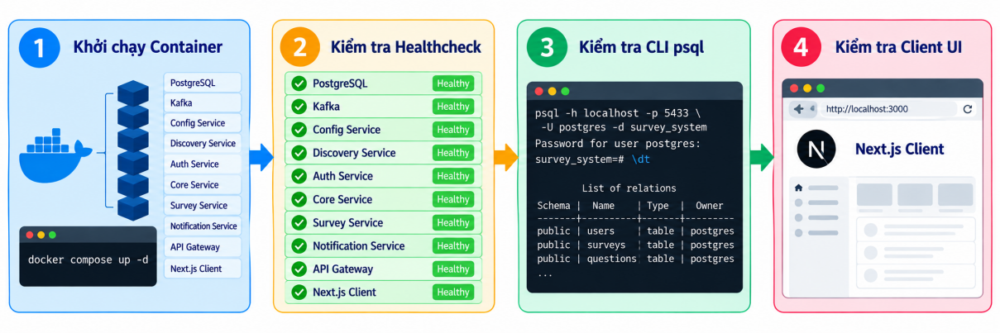 1 Khởi chạy Container
PostgreSQL
Kafka
Config Service
Discovery Service
Auth Service
Core Service
Survey Service
Notification Service
API Gateway
Next.js Client
docker compose up -d
2 Kiểm tra Healthcheck
PostgreSQL Healthy
Kafka Healthy
Config Service Healthy
Discovery Service Healthy
Auth Service Healthy
Core Service Healthy
Survey Service Healthy
Notification Service Healthy
API Gateway Healthy
Next.js Client Healthy
3 Kiểm tra CLI psql
psql -h localhost -p 5433 \
-U postgres -d survey_system
Password for user postgres:
survey_system=# \dt
List of relations
Schema | Name | Type | Owner
-------+----------+-------+---------
public | users | table | postgres
public | surveys | table | postgres
public | questions | table | postgres
...
4 Kiểm tra Client UI
http://localhost:3000
N Next.js Client